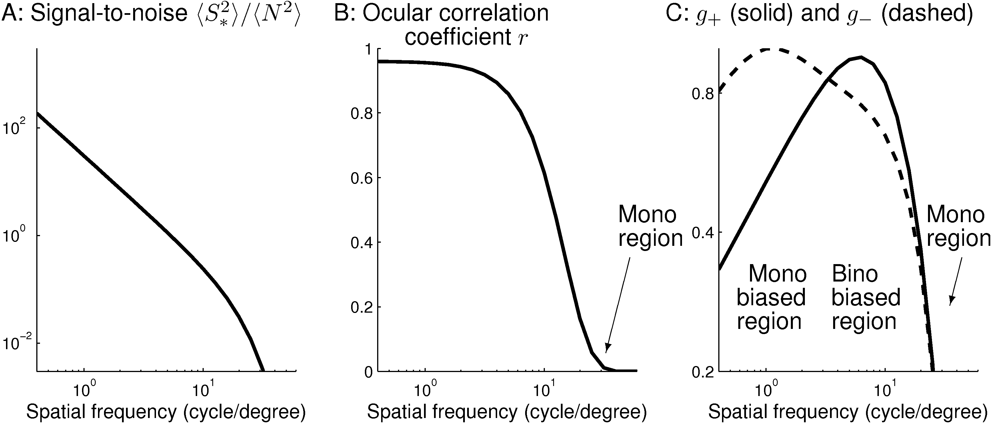 A: Signal-to-noise ⟨S²∗⟩/⟨N²⟩
10²
10⁰
10⁻²
10⁰ 10¹
Spatial frequency (cycle/degree)
B: Ocular correlation
coefficient r
1
0.8
0.6
0.4
0.2
0
Mono
region
10⁰ 10¹
Spatial frequency (cycle/degree)
C: g₊ (solid) and g₋ (dashed)
0.8
0.4
0.2
Mono
region
Mono
biased
region
Bino
biased
region
10⁰ 10¹
Spatial frequency (cycle/degree)